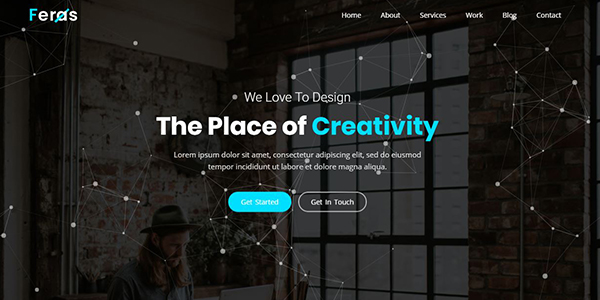 Feras
Home About Services Work Blog Contact
We Love To Design
The Place of Creativity
Lorem ipsum dolor sit amet, consectetur adipiscing elit, sed do eiusmod
tempor incididunt ut labore et dolore magna aliqua.
Get Started Get In Touch